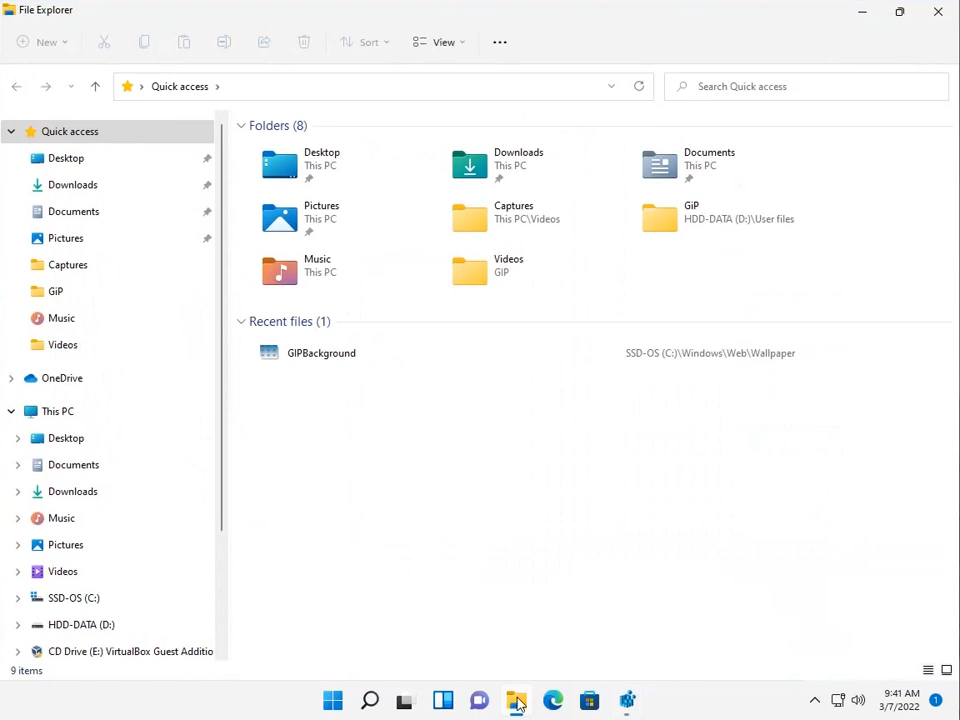 File Explorer
New
Sort
View
Quick access
Search Quick access
Quick access
Desktop
Downloads
Documents
Pictures
Captures
GiP
Music
Videos
OneDrive
This PC
Desktop
Documents
Downloads
Music
Pictures
Videos
SSD-OS (C:)
HDD-DATA (D:)
CD Drive (E:) VirtualBox Guest Additio
Folders (8)
Desktop
This PC
Downloads
This PC
Documents
This PC
Pictures
This PC
Captures
This PC\Videos
GiP
HDD-DATA (D:)\User files
Music
This PC
Videos
GIP
Recent files (1)
GIPBackground
SSD-OS (C:)\Windows\Web\Wallpaper
9 items
9:41 AM
3/7/2022
1